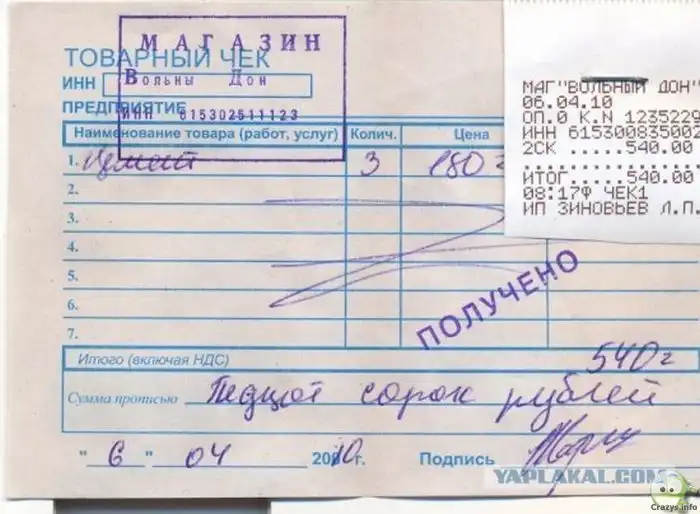 МАГАЗИН
Вольны Дон
ИНН 615302511123
ТОВАРНЫЙ ЧЕК
ИНН
ПРЕДПРИЯТИЕ
Наименование товара (работ, услуг) Колич. Цена
1. Цемент 3 180 г
2.
3.
4.
5.
6.
7.
ПОЛУЧЕНО
Итого (включая НДС) 540 г
Сумма прописью Педцот сорок рублей
"6" 04 2010г. Подпись
МАГ"ВОЛЬНЫЙ ДОН"
06.04.10
ОП.0 К.N 1235229
ИНН 615300835002
2СК .....540.00
ИТОГ....540.00
08:17Ф ЧЕК1
ИП ЗИНОВЬЕВ Л.П.
YAPLAKAL.COM
Crazys.info